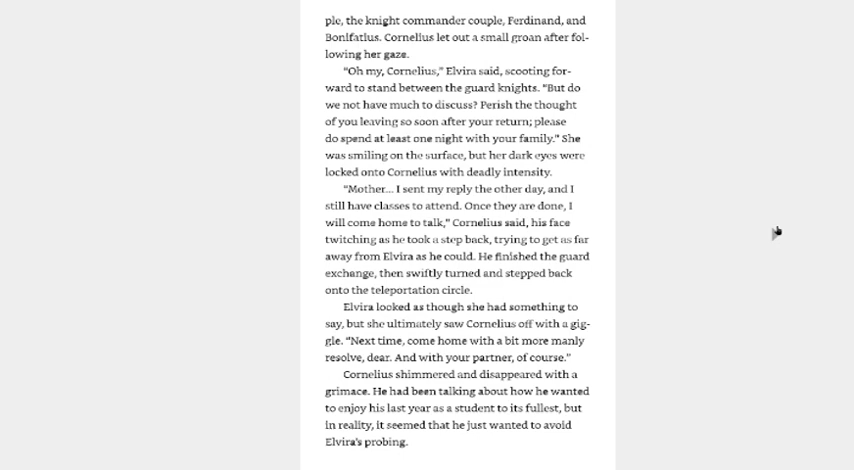 ple, the knight commander couple, Ferdinand, and
Bonifatius. Cornelius let out a small groan after fol-
lowing her gaze.
"Oh my, Cornelius," Elvira said, scooting for-
ward to stand between the guard knights. "But do
we not have much to discuss? Perish the thought
of you leaving so soon after your return; please
do spend at least one night with your family." She
was smiling on the surface, but her dark eyes were
locked onto Cornelius with deadly intensity.
"Mother... I sent my reply the other day, and I
still have classes to attend. Once they are done, I
will come home to talk," Cornelius said, his face
twitching as he took a step back, trying to get as far
away from Elvira as he could. He finished the guard
exchange, then swiftly turned and stepped back
onto the teleportation circle.
Elvira looked as though she had something to
say, but she ultimately saw Cornelius off with a gig-
gle. "Next time, come home with a bit more manly
resolve, dear. And with your partner, of course."
Cornelius shimmered and disappeared with a
grimace. He had been talking about how he wanted
to enjoy his last year as a student to its fullest, but
in reality, it seemed that he just wanted to avoid
Elvira's probing.